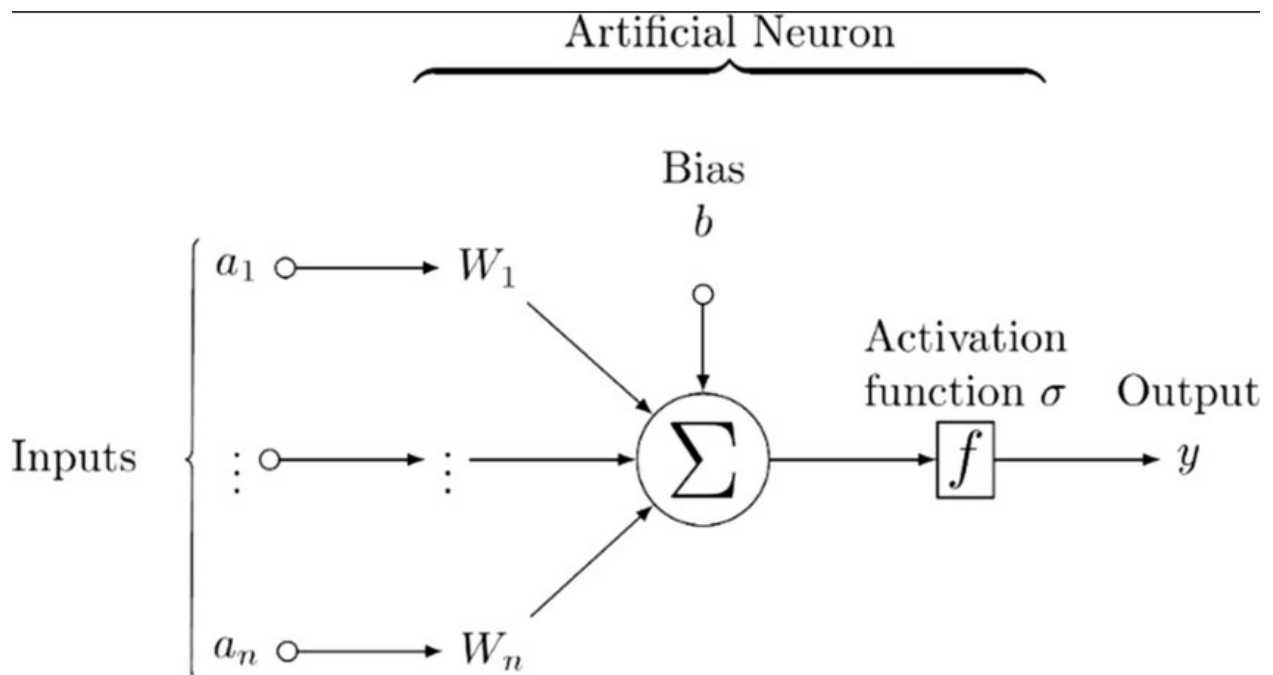 Artificial Neuron
Bias
b
a₁ W₁
Activation
function σ Output
Inputs ⋮ ⋮ ∑ f y
aₙ Wₙ